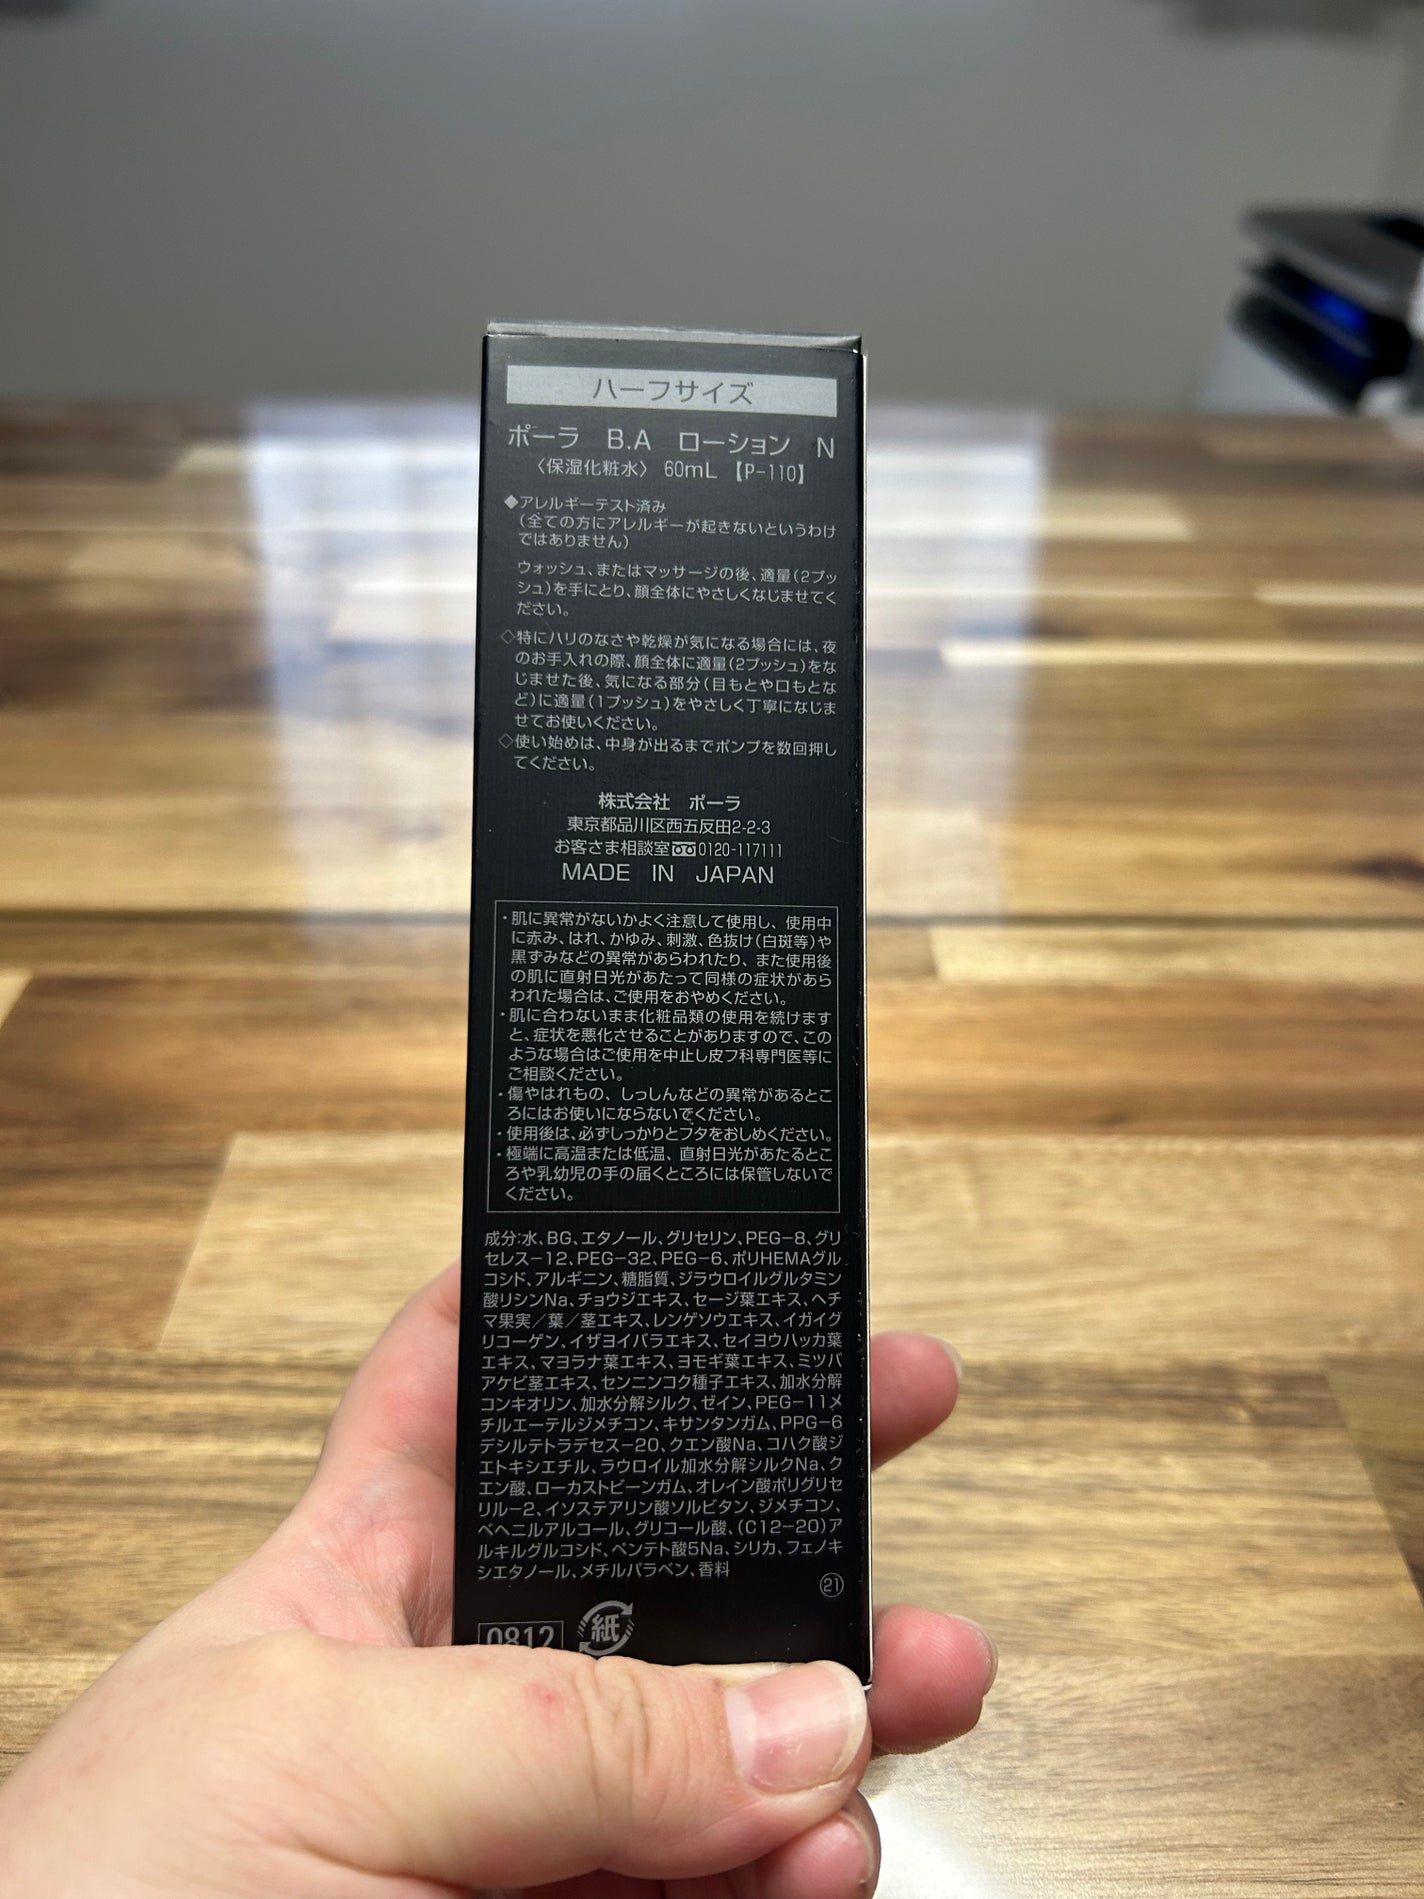 ハーフサイズ
ポーラ B.A ローション N
〈保湿化粧水〉 60mL 【P-110】
◆アレルギーテスト済み
(全ての方にアレルギーが起きないというわけ
ではありません)
ウォッシュ、またはマッサージの後、適量(2プッ
シュ)を手にとり、顔全体にやさしくなじませてく
ださい。
◇特にハリのなさや乾燥が気になる場合には、夜
のお手入れの際、顔全体に適量(2プッシュ)をな
じませた後、気になる部分(目もとや口もとな
ど)に適量(1プッシュ)をやさしく丁寧になじま
せてお使いください。
◇使い始めは、中身が出るまでポンプを数回押し
てください。
株式会社 ポーラ
東京都品川区西五反田2-2-3
お客さま相談室 0120-117111
MADE IN JAPAN
・肌に異常がないかよく注意して使用し、使用中
に赤み、はれ、かゆみ、刺激、色抜け(白斑等)や
黒ずみなどの異常があらわれたり、また使用後
の肌に直射日光があたって同様の症状があら
われた場合は、ご使用をおやめください。
・肌に合わないまま化粧品類の使用を続けます
と、症状を悪化させることがありますので、この
ような場合はご使用を中止し皮フ科専門医等に
ご相談ください。
・傷やはれもの、しっしんなどの異常があるとこ
ろにはお使いにならないでください。
・使用後は、必ずしっかりとフタをおしめください。
・極端に高温または低温、直射日光があたるとこ
ろや乳幼児の手の届くところには保管しないで
ください。
成分:水、BG、エタノール、グリセリン、PEG-8、グリ
セレス-12、PEG-32、PEG-6、ポリHEMAグル
コシド、アルギニン、糖脂質、ジラウロイルグルタミン
酸リシンNa、チョウジエキス、セージ葉エキス、ヘチ
マ果実/葉/茎エキス、レンゲソウエキス、イガイグ
リコーゲン、イザヨイバラエキス、セイヨウハッカ葉
エキス、マヨラナ葉エキス、ヨモギ葉エキス、ミツバ
アケビ茎エキス、センニンコク種子エキス、加水分解
コンキオリン、加水分解シルク、ゼイン、PEG-11メ
チルエーテルジメチコン、キサンタンガム、PPG-6
デシルテトラデセス-20、クエン酸Na、コハク酸ジ
エトキシエチル、ラウロイル加水分解シルクNa、ク
エン酸、ローカストビーンガム、オレイン酸ポリグリセ
リル-2、イソステアリン酸ソルビタン、ジメチコン、
ベヘニルアルコール、グリコール酸、(C12-20)ア
ルキルグルコシド、ペンテト酸5Na、シリカ、フェノキ
シエタノール、メチルパラベン、香料
㉑
0812 紙